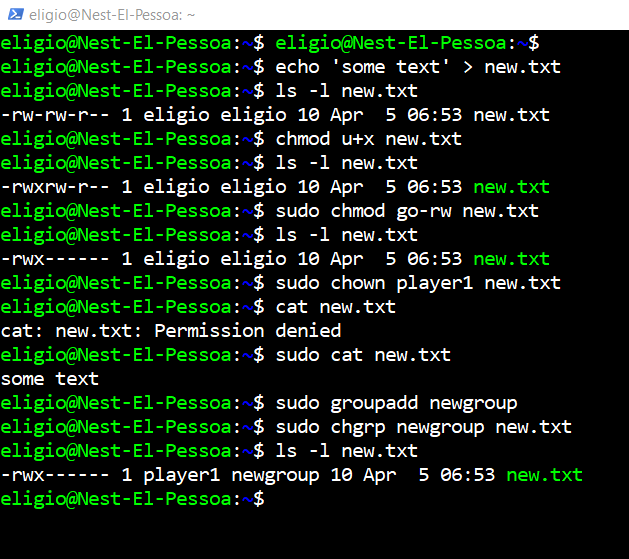 eligio@Nest-El-Pessoa: ~
eligio@Nest-El-Pessoa:~$ eligio@Nest-El-Pessoa:~$
eligio@Nest-El-Pessoa:~$ echo 'some text' > new.txt
eligio@Nest-El-Pessoa:~$ ls -l new.txt
-rw-rw-r-- 1 eligio eligio 10 Apr  5 06:53 new.txt
eligio@Nest-El-Pessoa:~$ chmod u+x new.txt
eligio@Nest-El-Pessoa:~$ ls -l new.txt
-rwxrw-r-- 1 eligio eligio 10 Apr  5 06:53 new.txt
eligio@Nest-El-Pessoa:~$ sudo chmod go-rw new.txt
eligio@Nest-El-Pessoa:~$ ls -l new.txt
-rwx------ 1 eligio eligio 10 Apr  5 06:53 new.txt
eligio@Nest-El-Pessoa:~$ sudo chown player1 new.txt
eligio@Nest-El-Pessoa:~$ cat new.txt
cat: new.txt: Permission denied
eligio@Nest-El-Pessoa:~$ sudo cat new.txt
some text
eligio@Nest-El-Pessoa:~$ sudo groupadd newgroup
eligio@Nest-El-Pessoa:~$ sudo chgrp newgroup new.txt
eligio@Nest-El-Pessoa:~$ ls -l new.txt
-rwx------ 1 player1 newgroup 10 Apr  5 06:53 new.txt
eligio@Nest-El-Pessoa:~$